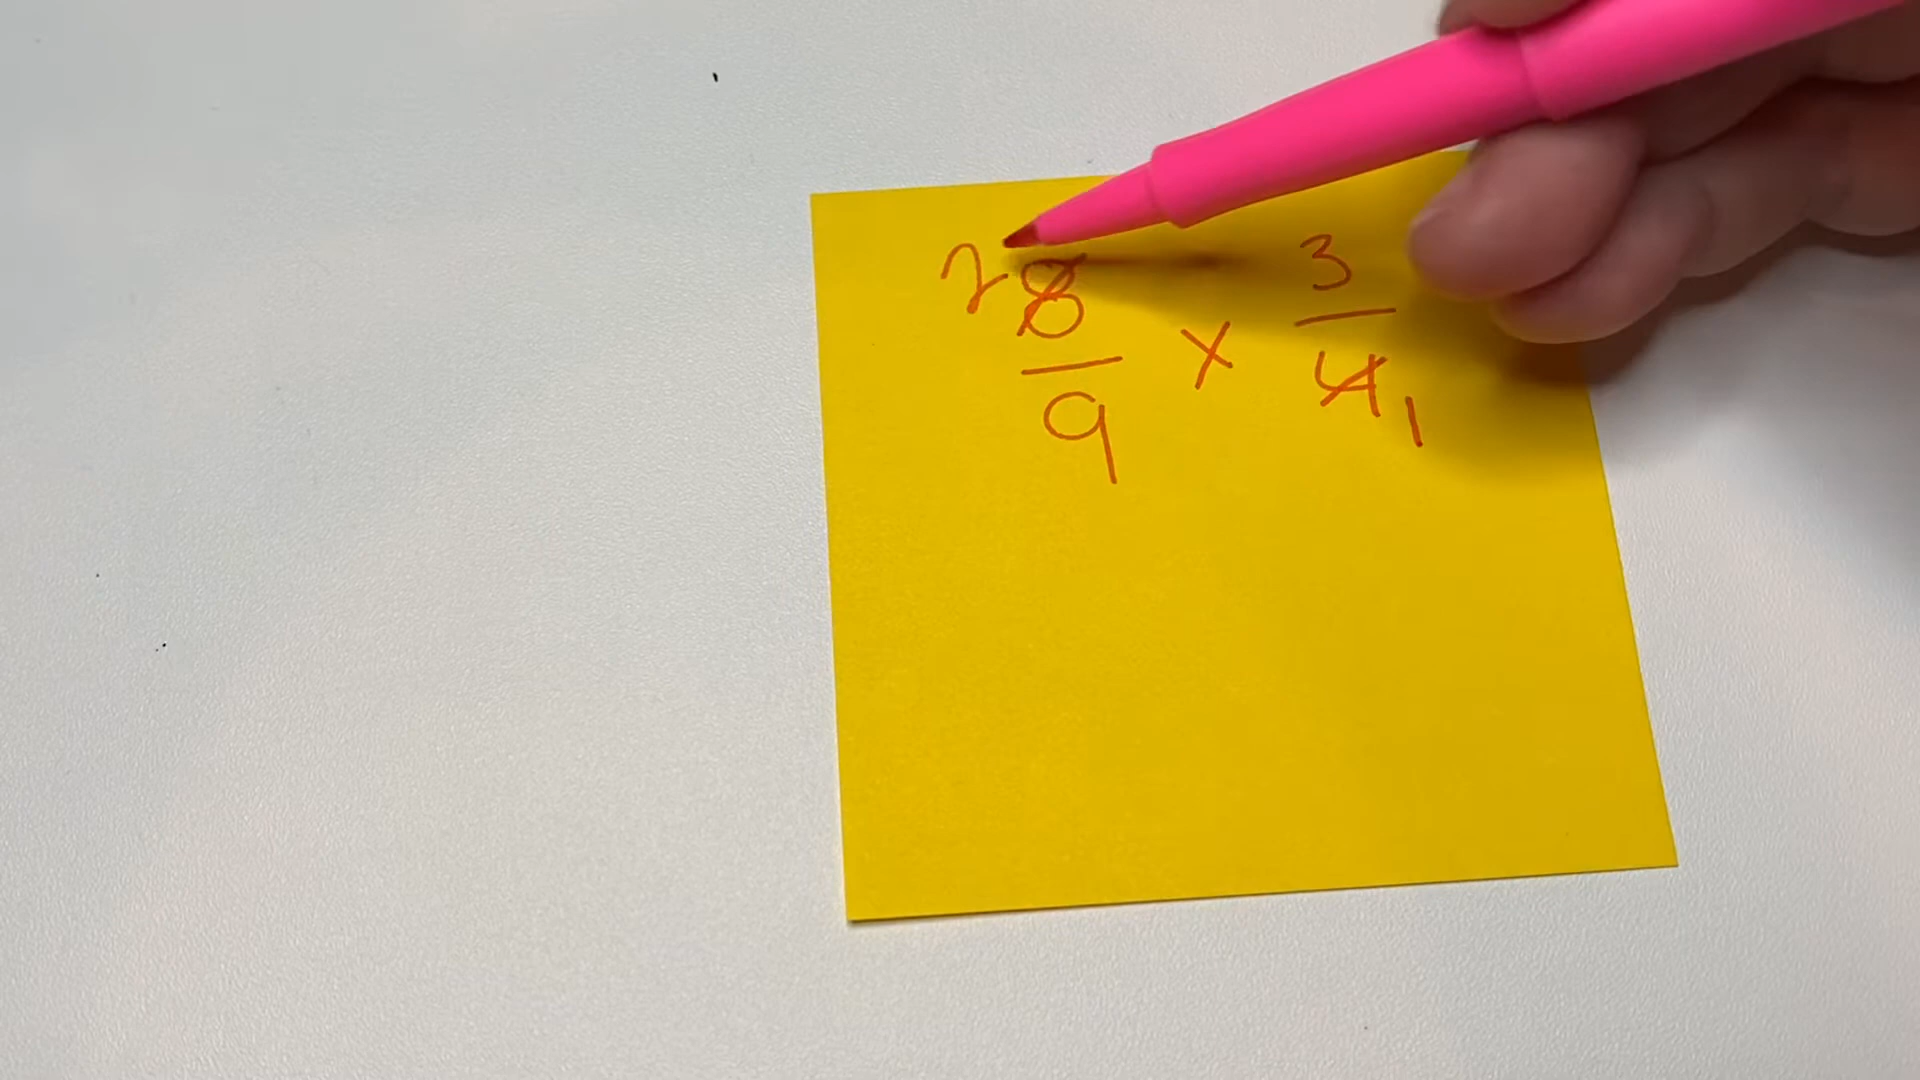 2 8 3
— × —
9 4 1